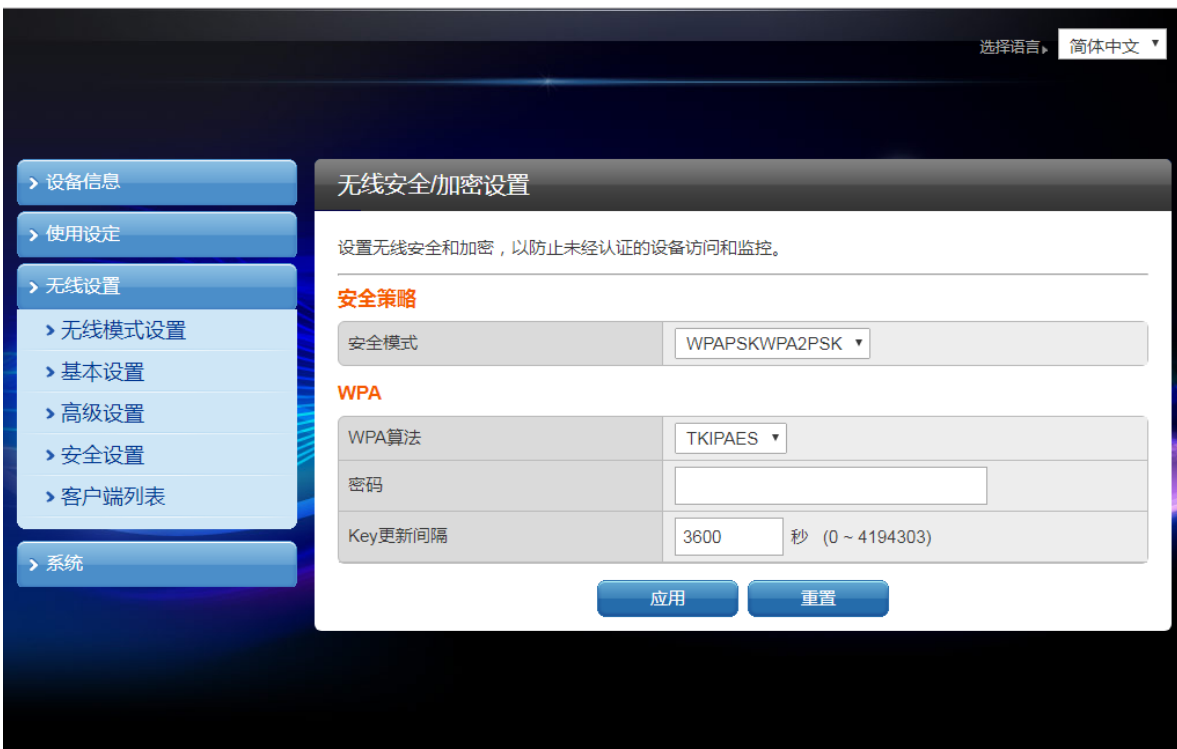 选择语言 简体中文
设备信息
使用设定
无线设置
无线模式设置
基本设置
高级设置
安全设置
客户端列表
系统
无线安全/加密设置
设置无线安全和加密，以防止未经认证的设备访问和监控。
安全策略
安全模式 WPAPSKWPA2PSK
WPA
WPA算法 TKIPAES
密码
Key更新间隔 3600 秒 (0 ~ 4194303)
应用 重置